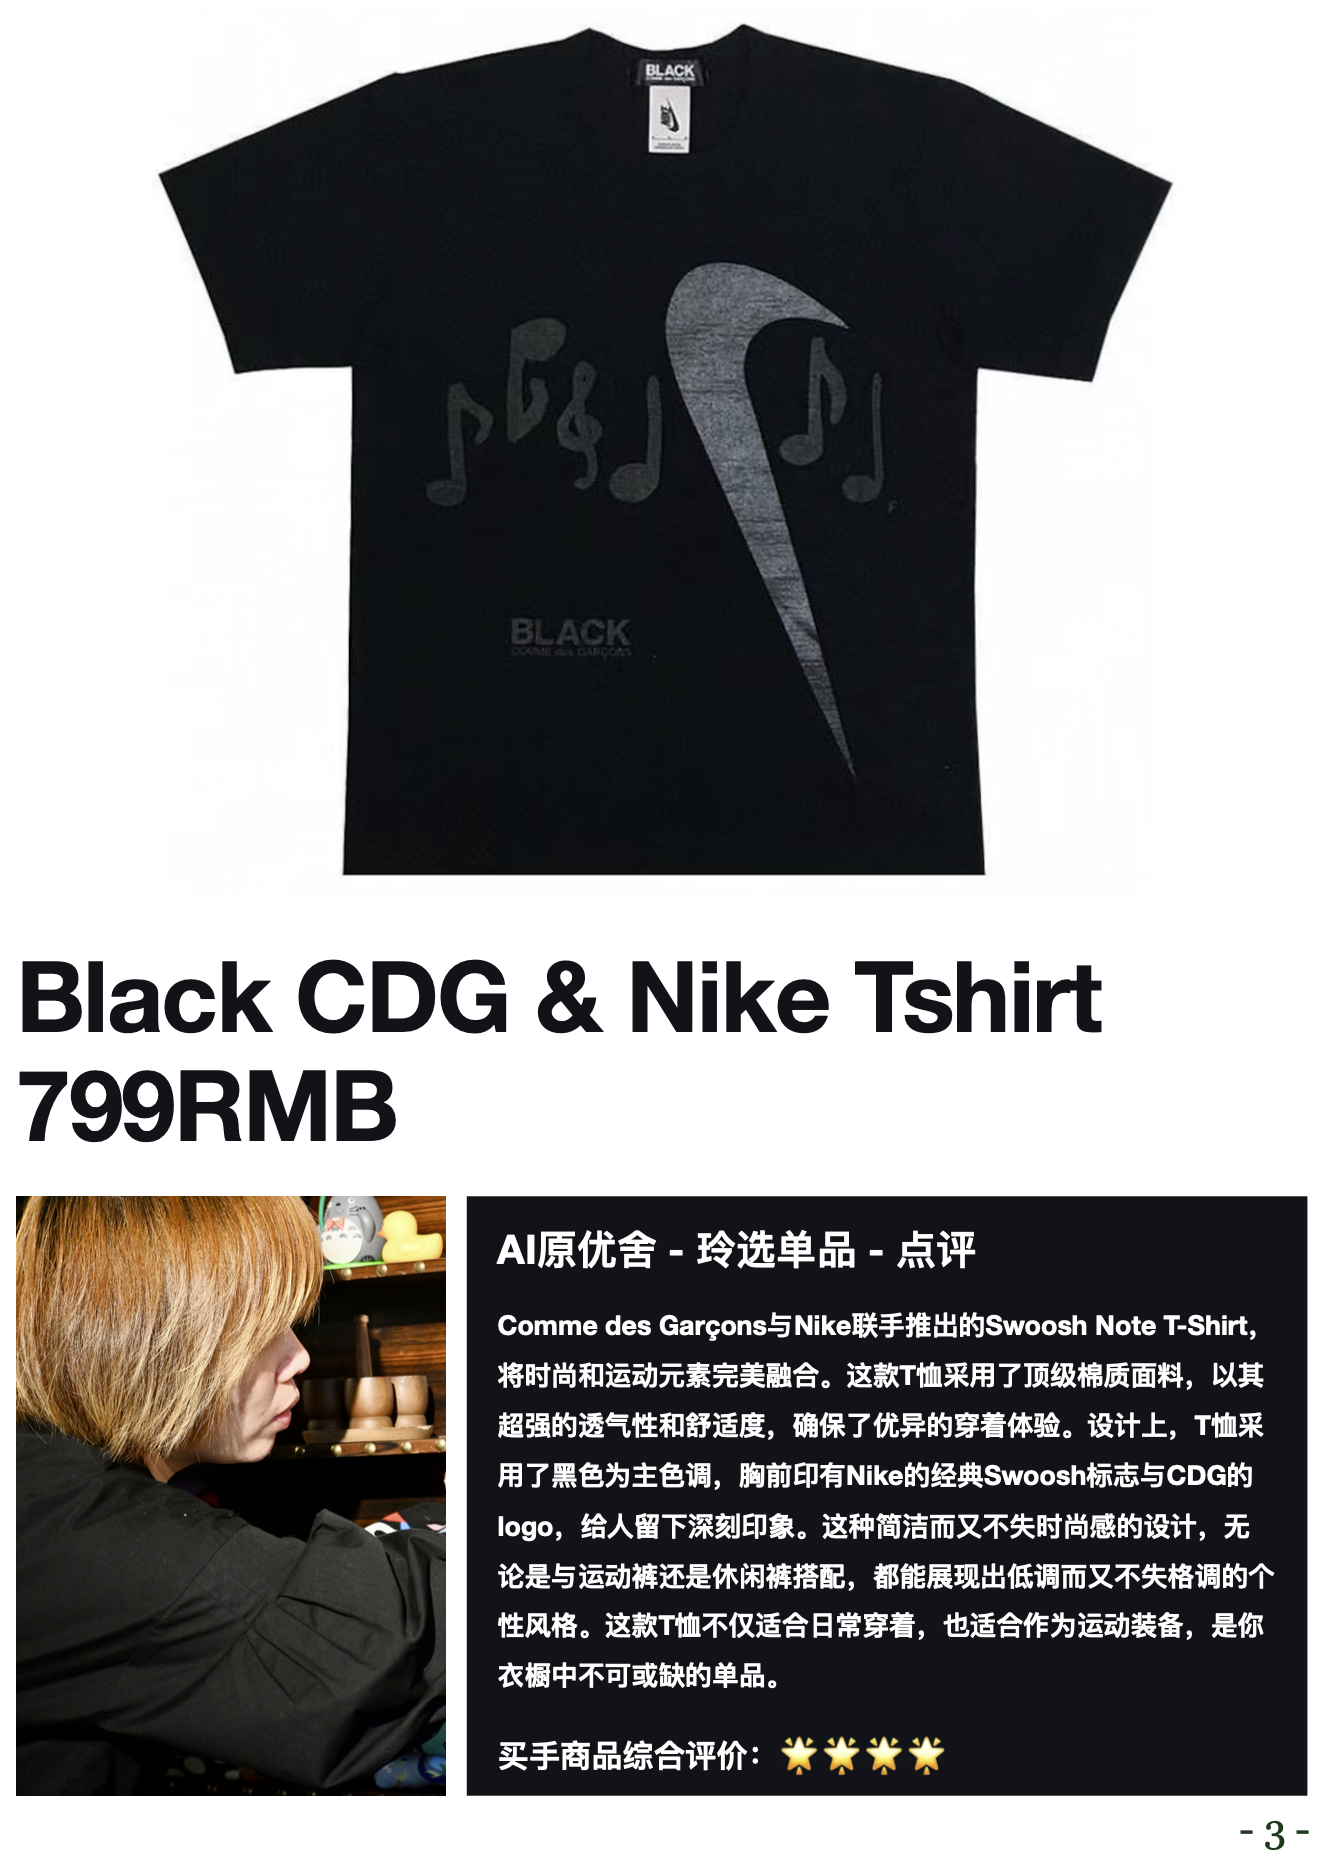 BLACK
COMME des GARÇONS
NIKE
BLACK
COMME des GARÇONS
Black CDG & Nike Tshirt
799RMB
AI原优舍 - 玲选单品 - 点评
Comme des Garçons与Nike联手推出的Swoosh Note T-Shirt，
将时尚和运动元素完美融合。这款T恤采用了顶级棉质面料，以其
超强的透气性和舒适度，确保了优异的穿着体验。设计上，T恤采
用了黑色为主色调，胸前印有Nike的经典Swoosh标志与CDG的
logo，给人留下深刻印象。这种简洁而又不失时尚感的设计，无
论是与运动裤还是休闲裤搭配，都能展现出低调而又不失格调的个
性风格。这款T恤不仅适合日常穿着，也适合作为运动装备，是你
衣橱中不可或缺的单品。
买手商品综合评价：🌟🌟🌟🌟
- 3 -